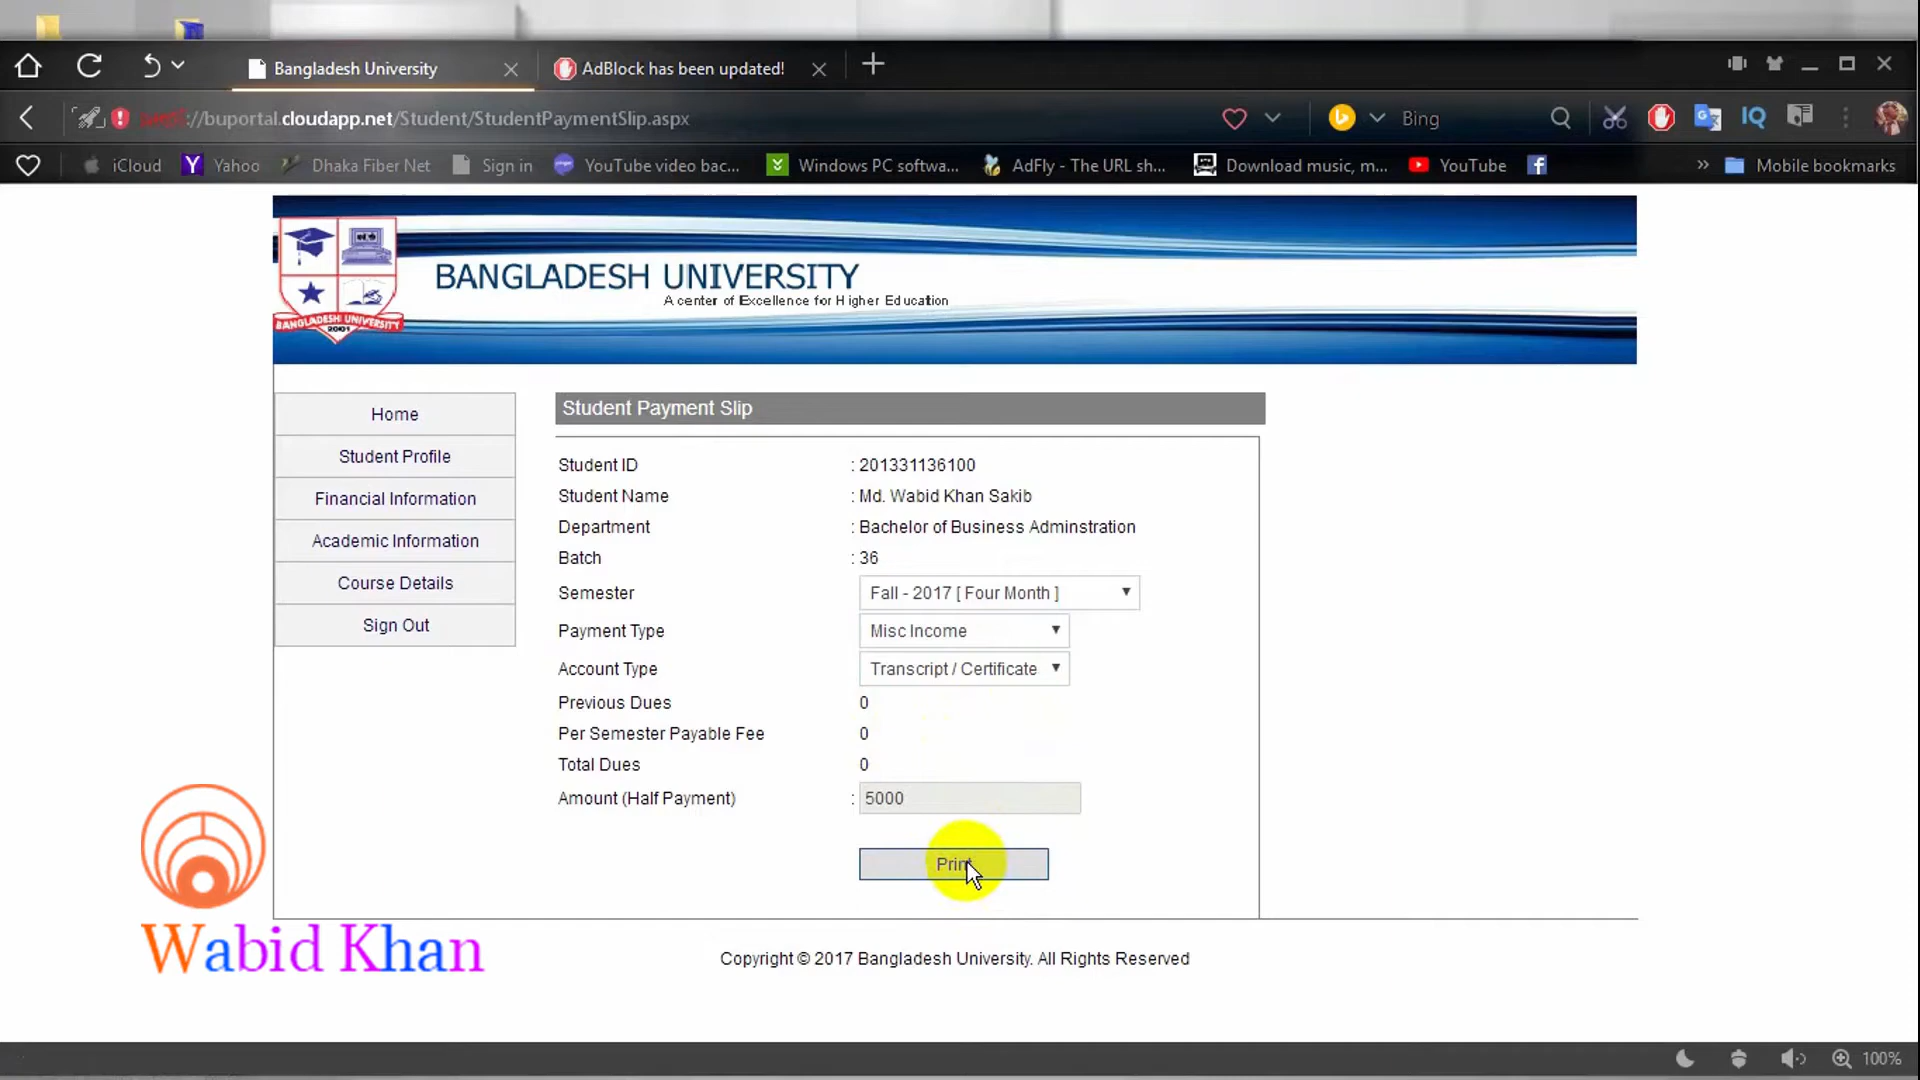 Bangladesh University
AdBlock has been updated!
://buportal.cloudapp.net/Student/StudentPaymentSlip.aspx
Bing
IQ
iCloud
Y Yahoo
Dhaka Fiber Net
Sign in
YouTube video bac...
Windows PC softwa...
AdFly - The URL sh...
Download music, m...
YouTube
Mobile bookmarks
BANGLADESH UNIVERSITY
A center of Excellence for Higher Education
BANGLADESH UNIVERSITY
2001
Home
Student Profile
Financial Information
Academic Information
Course Details
Sign Out
Student Payment Slip
Student ID : 201331136100
Student Name : Md. Wabid Khan Sakib
Department : Bachelor of Business Adminstration
Batch : 36
Semester Fall - 2017 [ Four Month ]
Payment Type Misc Income
Account Type Transcript / Certificate
Previous Dues 0
Per Semester Payable Fee 0
Total Dues 0
Amount (Half Payment) : 5000
Print
Wabid Khan
Copyright © 2017 Bangladesh University. All Rights Reserved
100%